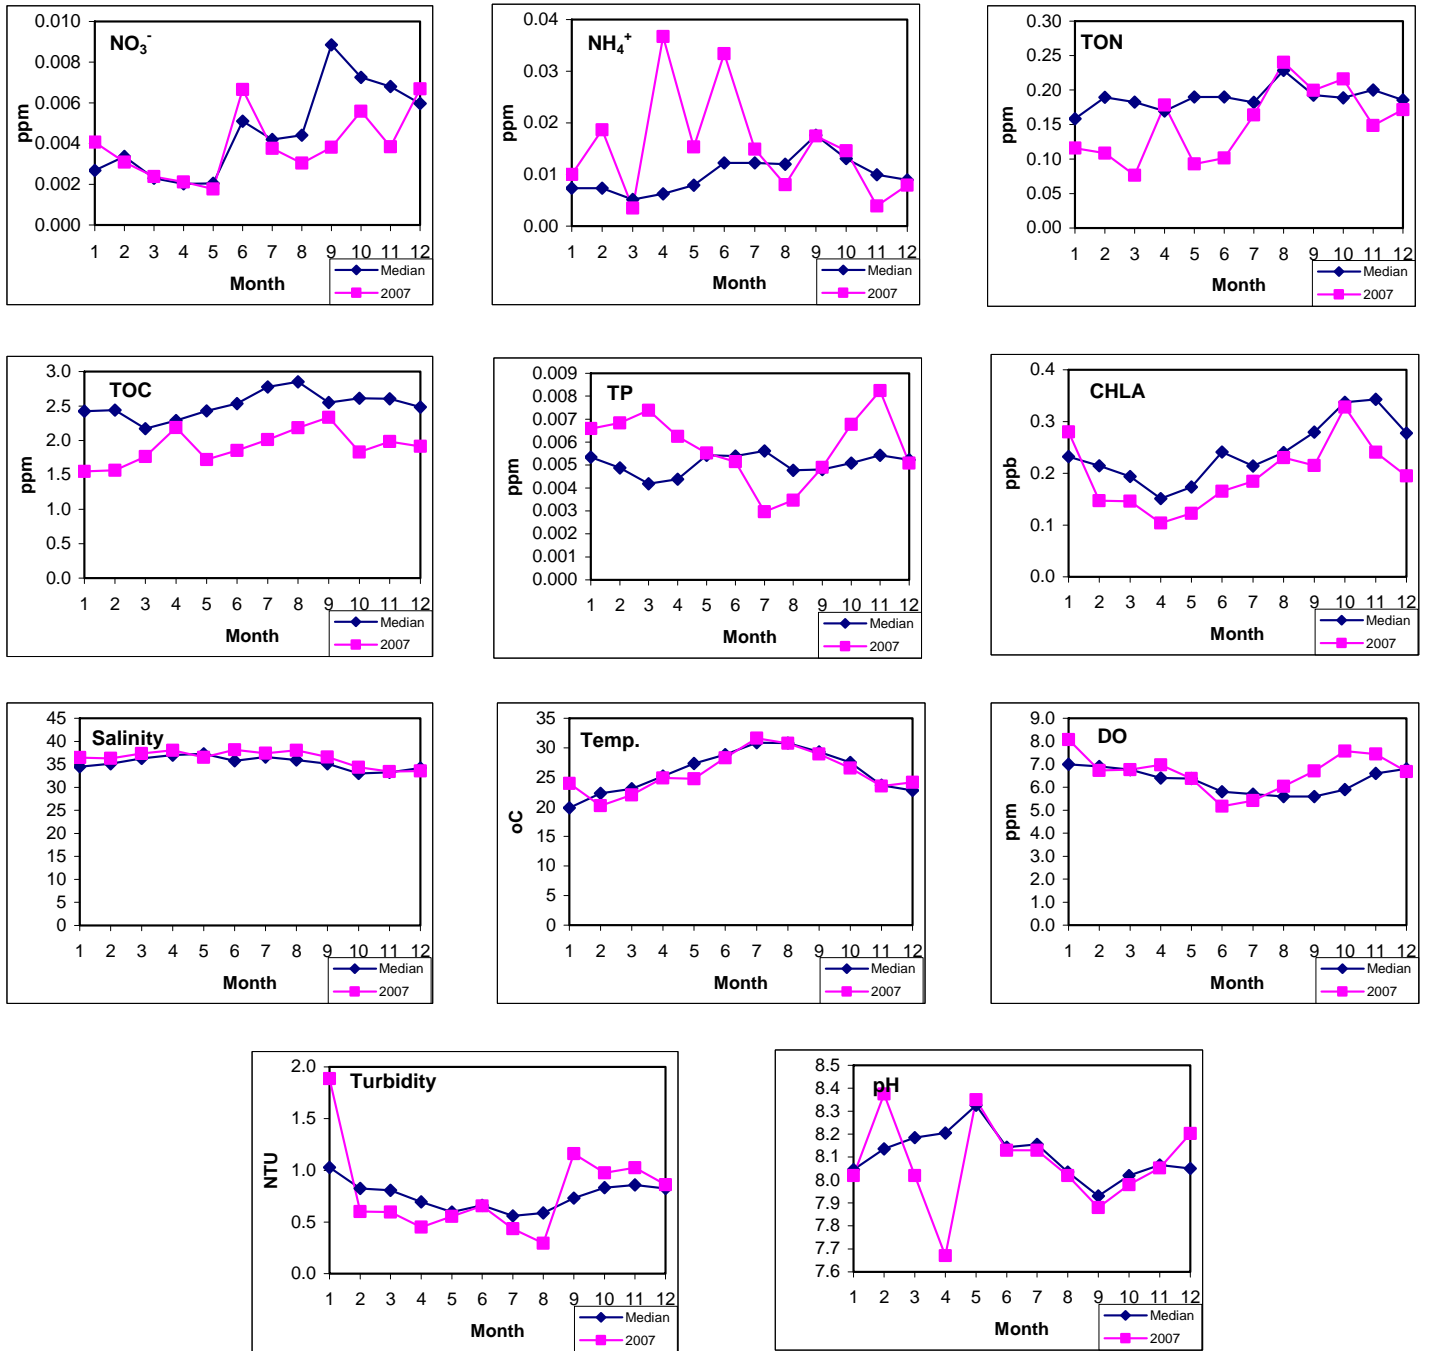 NO3-
ppm
0.010
0.008
0.006
0.004
0.002
0.000
1 2 3 4 5 6 7 8 9 10 11 12
Month
Median
2007
NH4+
ppm
0.04
0.03
0.02
0.01
0.00
1 2 3 4 5 6 7 8 9 10 11 12
Month
Median
2007
TON
ppm
0.30
0.25
0.20
0.15
0.10
0.05
0.00
1 2 3 4 5 6 7 8 9 10 11 12
Month
Median
2007
TOC
ppm
3.0
2.5
2.0
1.5
1.0
0.5
0.0
1 2 3 4 5 6 7 8 9 10 11 12
Month
Median
2007
TP
ppm
0.009
0.008
0.007
0.006
0.005
0.004
0.003
0.002
0.001
0.000
1 2 3 4 5 6 7 8 9 10 11 12
Month
Median
2007
CHLA
ppb
0.4
0.3
0.2
0.1
0.0
1 2 3 4 5 6 7 8 9 10 11 12
Month
Median
2007
Salinity
45
40
35
30
25
20
15
10
5
0
1 2 3 4 5 6 7 8 9 10 11 12
Month
Median
2007
Temp.
oC
35
30
25
20
15
10
5
0
1 2 3 4 5 6 7 8 9 10 11 12
Month
Median
2007
DO
ppm
9.0
8.0
7.0
6.0
5.0
4.0
3.0
2.0
1.0
0.0
1 2 3 4 5 6 7 8 9 10 11 12
Month
Median
2007
Turbidity
NTU
2.0
1.5
1.0
0.5
0.0
1 2 3 4 5 6 7 8 9 10 11 12
Month
Median
2007
pH
8.5
8.4
8.3
8.2
8.1
8.0
7.9
7.8
7.7
7.6
1 2 3 4 5 6 7 8 9 10 11 12
Month
Median
2007